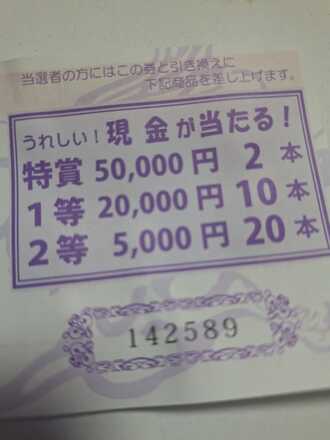 当選者の方にはこの券と引き換えに
下記商品を差し上げます。
うれしい！現金が当たる！
特賞 50,000円 2本
1等 20,000円 10本
2等 5,000円 20本
142589